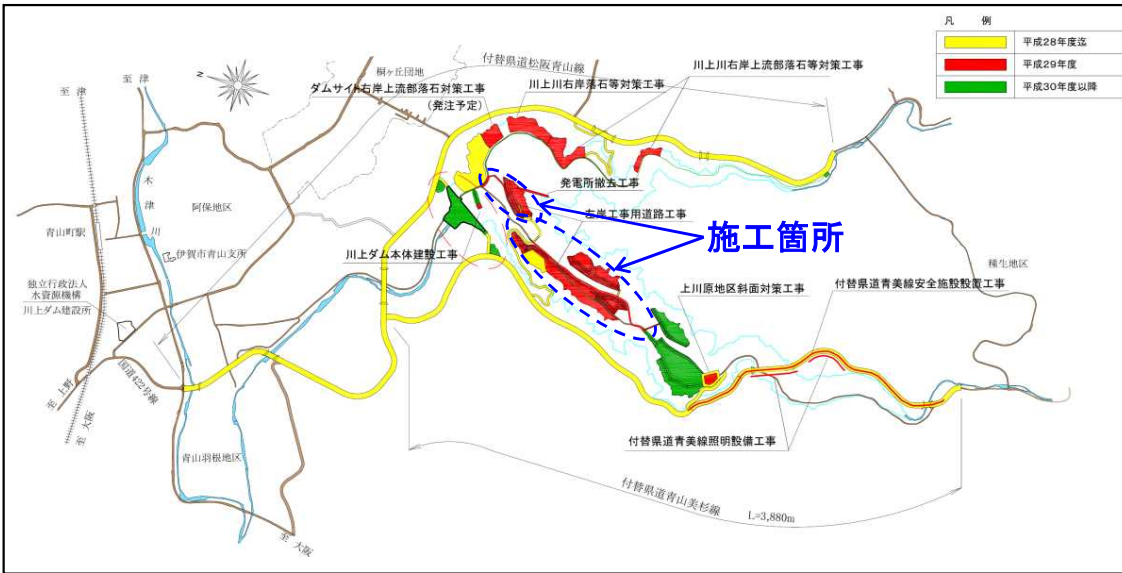 凡 例
平成28年度迄
平成29年度
平成30年度以降
至 津
至 津
N
桐ヶ丘団地
付替県道松阪青山線
川上川右岸上流部落石等対策工事
ダムサイト右岸上流部落石対策工事
(発注予定)
川上川右岸落石等対策工事
木津川
阿保地区
発電所撤去工事
左岸工事用道路工事
施工箇所
青山町駅
伊賀市青山支所
川上ダム本体建設工事
種生地区
独立行政法人
水資源機構
川上ダム建設所
上川原地区斜面対策工事
付替県道青美線安全施設設置工事
国道422号線
至 上野
至 大阪
付替県道青美線照明設備工事
青山羽根地区
付替県道青山美杉線
L=3,880m
至 大阪